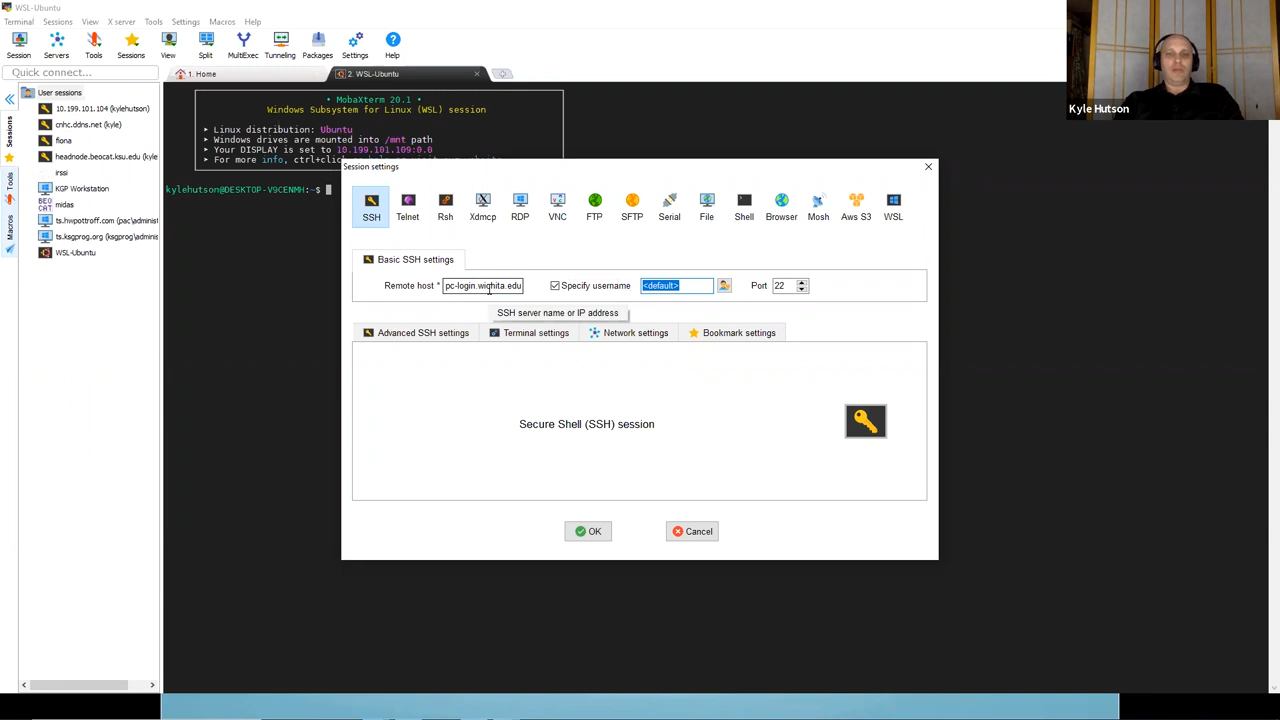 WSL-Ubuntu
Terminal Sessions View X server Tools Settings Macros Help
Session Servers Tools Sessions View Split MultiExec Tunneling Packages Settings Help
Quick connect...
1. Home
2. WSL-Ubuntu
User sessions
10.199.101.104 (kylehutson)
cnhc.ddns.net (kyle)
fiona
headnode.beocat.ksu.edu (kyle
irssi
KGP Workstation
midas
ts.hwpottroff.com (pac\adminis
ts.ksgprog.org (ksgprog\adminis
WSL-Ubuntu
Sessions
Tools
Macros
• MobaXterm 20.1 •
Windows Subsystem for Linux (WSL) session
➤ Linux distribution: Ubuntu
➤ Windows drives are mounted into /mnt path
➤ Your DISPLAY is set to 10.199.101.109:0.0
➤ For more info, ctrl+click
kylehutson@DESKTOP-V9CENMH:~$
Session settings
SSH Telnet Rsh Xdmcp RDP VNC FTP SFTP Serial File Shell Browser Mosh Aws S3 WSL
Basic SSH settings
Remote host * pc-login.wichita.edu Specify username <default> Port 22
SSH server name or IP address
Advanced SSH settings Terminal settings Network settings Bookmark settings
Secure Shell (SSH) session
OK Cancel
Kyle Hutson